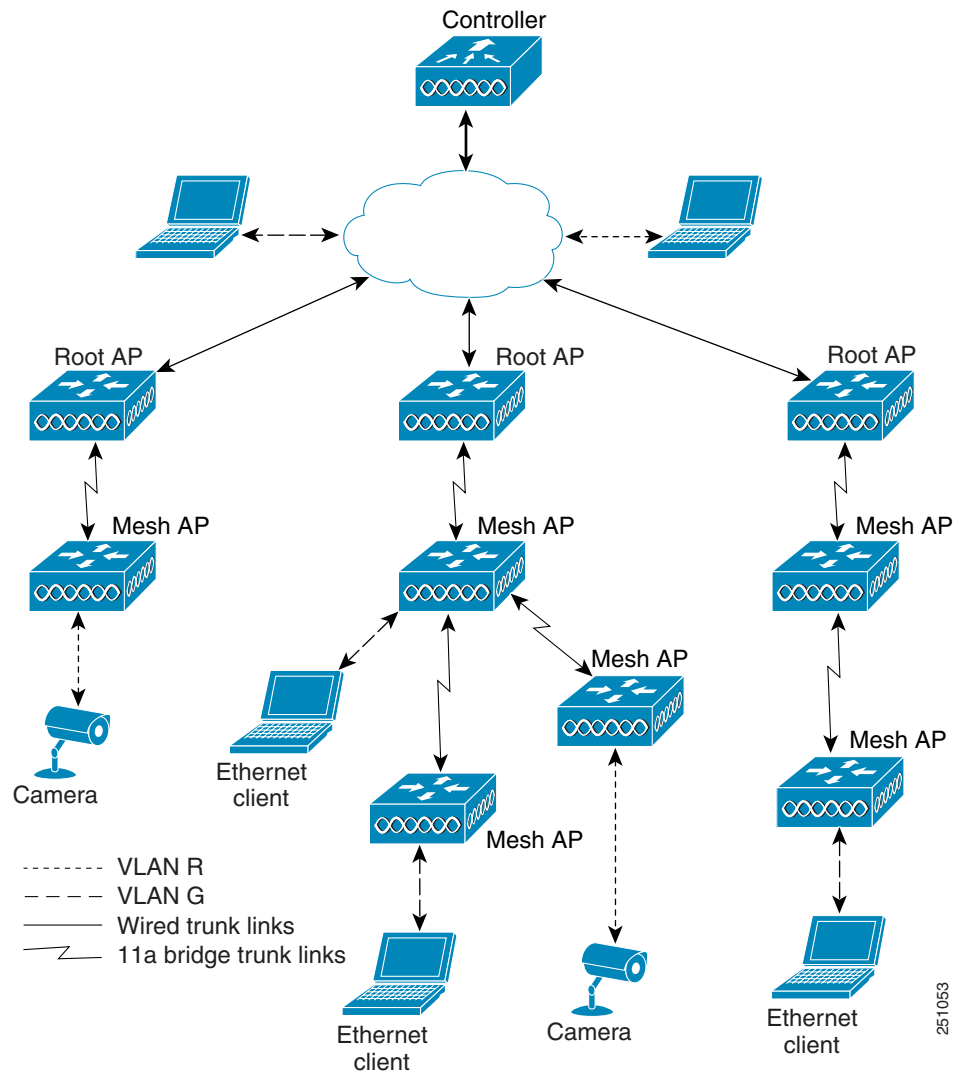 Controller
Root AP
Root AP
Root AP
Mesh AP
Mesh AP
Mesh AP
Mesh AP
Mesh AP
Ethernet
client
Camera
Mesh AP
VLAN R
VLAN G
Wired trunk links
11a bridge trunk links
Ethernet
client
Camera
Ethernet
client
251053